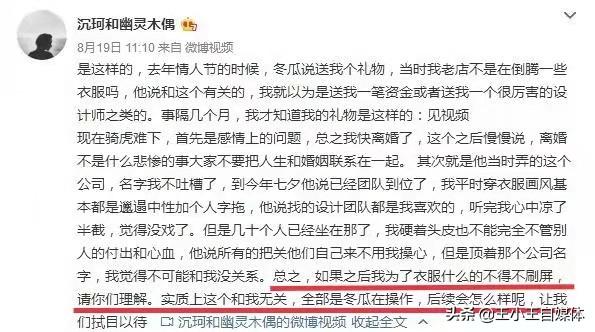 沉珂和幽灵木偶
8月19日 11:10 来自 微博视频
是这样的，去年情人节的时候，冬瓜说送我个礼物，当时我老店不是在倒腾一些
衣服吗，他说和这个有关的，我就以为是送我一笔资金或者送我一个很厉害的设
计师之类的。事隔几个月，我才知道我的礼物是这样的：见视频
现在骑虎难下，首先是感情上的问题，总之我快离婚了，这个之后慢慢说，离婚
不是什么悲惨的事大家不要把人生和婚姻联系在一起。 其次就是他当时弄的这个
公司，名字我不吐槽了，到今年七夕他说已经团队到位了，我平时穿衣服画风基
本都是邋遢中性加个人字拖，他说找的设计团队都是我喜欢的，听完我心中凉了
半截，觉得没戏了。但是几十个人已经坐在那了，我硬着头皮也不能完全不管别
人的付出和心血，他说所有的把关他们自己来不用我操心，但是顶着那个公司名
字，我觉得不可能和我没关系。总之，如果之后我为了衣服什么的不得不刷屏，
请你们理解。实质上这个和我无关，全部是冬瓜在操作，后续会怎么样呢，让我
们拭目以待 沉珂和幽灵木偶的微博视频 收起全文
头条 @王小王自媒体